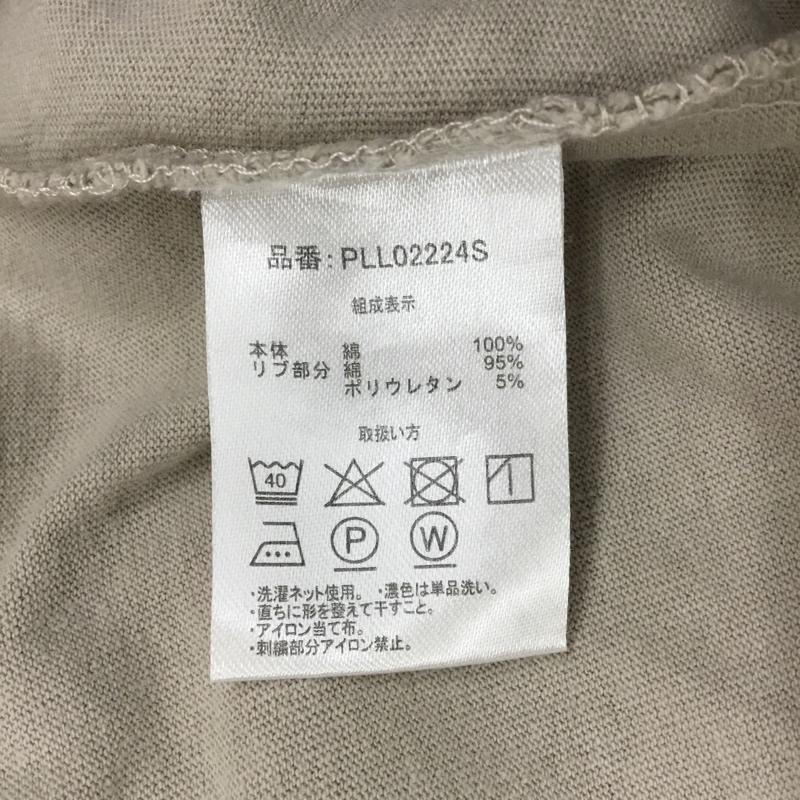 品番:PLL02224S
組成表示
本体 綿 100%
リブ部分 綿 95%
ポリウレタン 5%
取扱い方
40
P W
・洗濯ネット使用。・濃色は単品洗い。
・直ちに形を整えて干すこと。
・アイロン当て布。
・刺繍部分アイロン禁止。